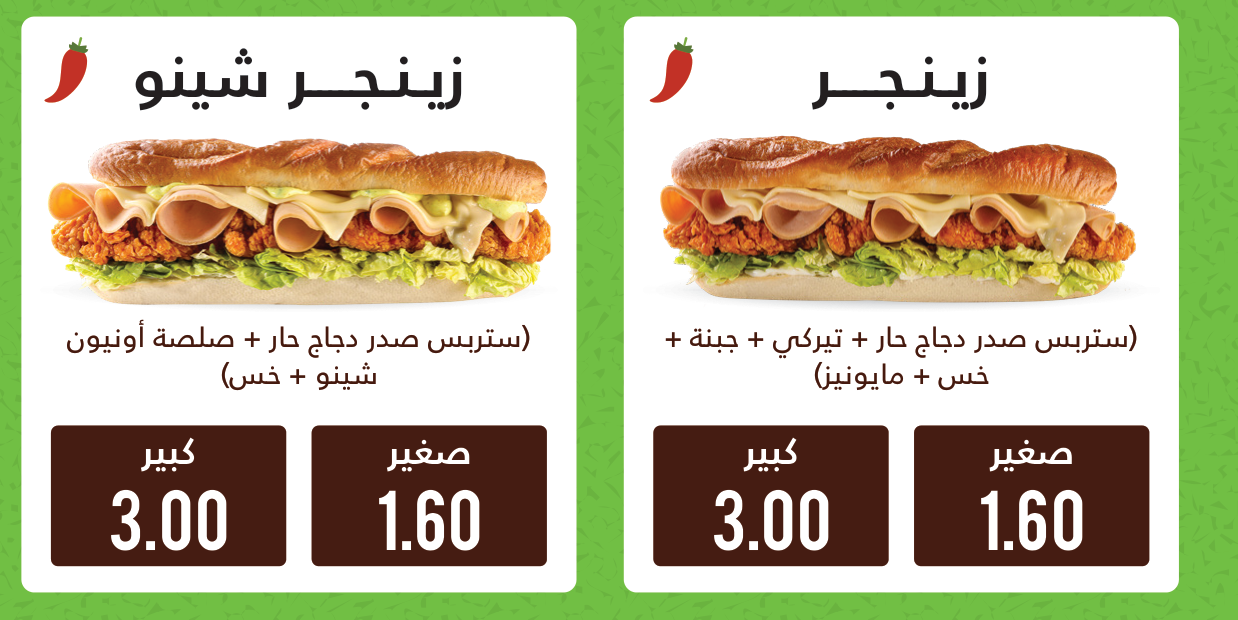 زينجر
(ستربس صدر دجاج حار + تيركي + جبنة +
خس + مايونيز)
صغير
1.60
كبير
3.00
زينجر شينو
(ستربس صدر دجاج حار + صلصة أونيون
شينو + خس)
صغير
1.60
كبير
3.00